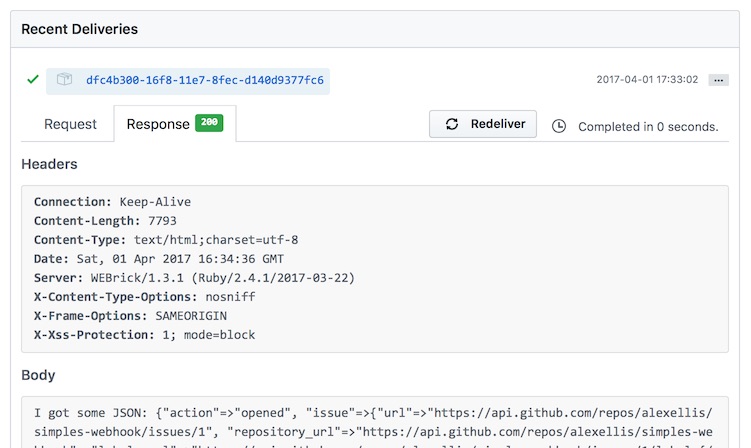 Recent Deliveries
dfc4b300-16f8-11e7-8fec-d140d9377fc6 2017-04-01 17:33:02 ...
Request Response 200 Redeliver Completed in 0 seconds.
Headers
Connection: Keep-Alive
Content-Length: 7793
Content-Type: text/html;charset=utf-8
Date: Sat, 01 Apr 2017 16:34:36 GMT
Server: WEBrick/1.3.1 (Ruby/2.4.1/2017-03-22)
X-Content-Type-Options: nosniff
X-Frame-Options: SAMEORIGIN
X-Xss-Protection: 1; mode=block
Body
I got some JSON: {"action"=>"opened", "issue"=>{"url"=>"https://api.github.com/repos/alexellis/
simples-webhook/issues/1", "repository_url"=>"https://api.github.com/repos/alexellis/simples-we